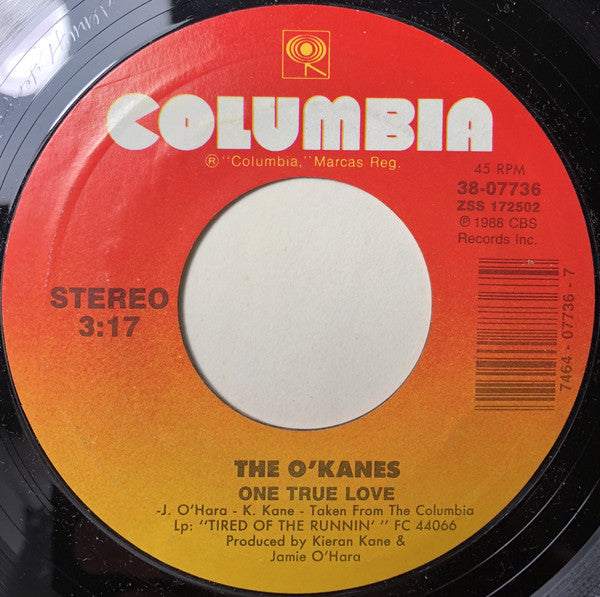 COLUMBIA
® "Columbia," Marcas Reg.
45 RPM
38-07736
ZSS 172502
℗ 1988 CBS
Records Inc.
STEREO
3:17
7464-07736-7
THE O'KANES
ONE TRUE LOVE
-J. O'Hara - K. Kane - Taken From The Columbia
Lp: "TIRED OF THE RUNNIN' " FC 44066
Produced by Kieran Kane &
Jamie O'Hara